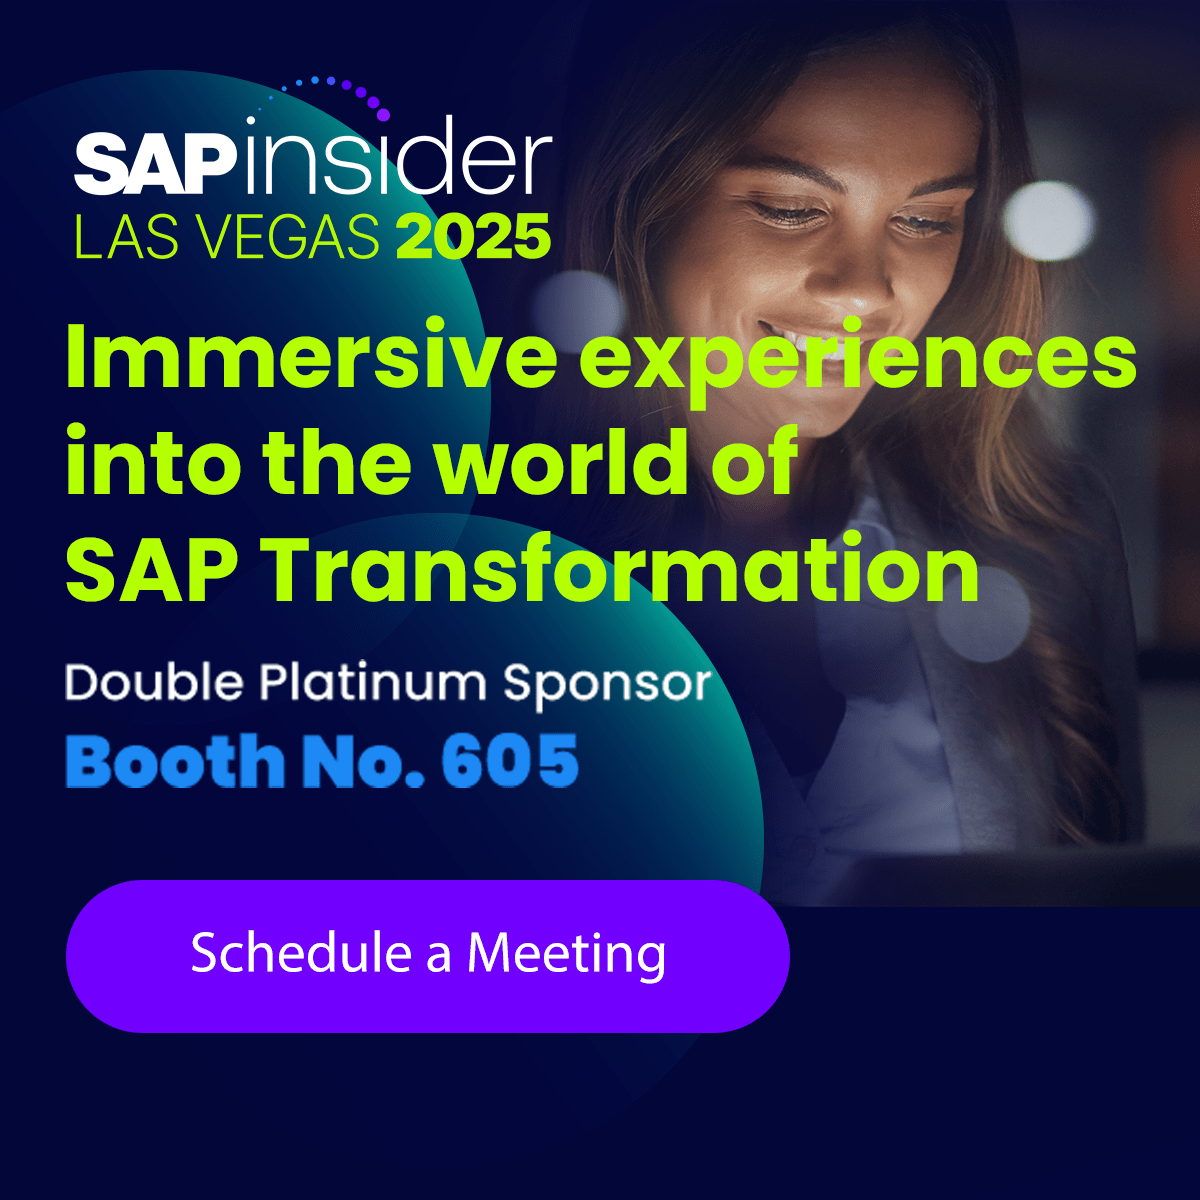 SAPinsider
LAS VEGAS 2025
Immersive experiences
into the world of
SAP Transformation
Double Platinum Sponsor
Booth No. 605
Schedule a Meeting